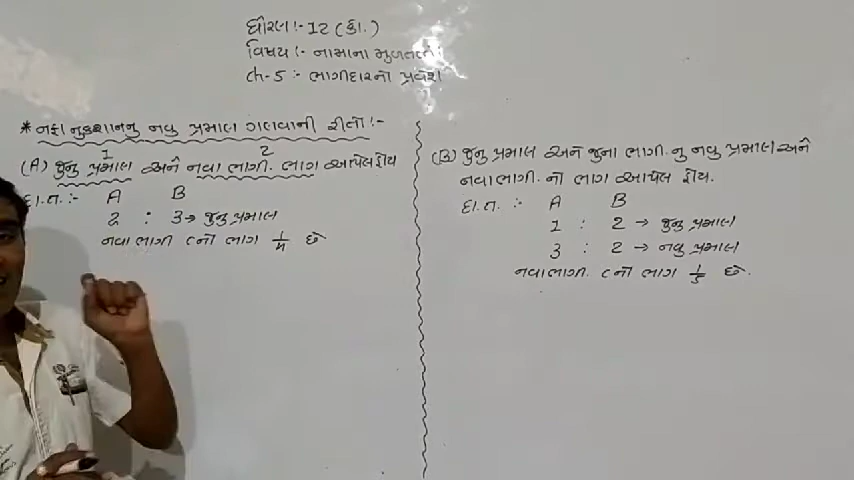 ધોરણ:- 12 (કો.)
વિષય :- નામાના મૂળતત્ત્વો
ch-5 :- ભાગીદારનો પ્રવેશ
* નફા નુકશાનનુ નવુ પ્રમાણ ગણવાની રીતો :-
1 2
(A) જુનુ પ્રમાણ અને નવા ભાગી. ભાગ આપેલ હોય
દા.ત. :- A B
2 : 3 → જુનુ પ્રમાણ
નવા ભાગી C નો ભાગ 1/4 છે
(B) જુનુ પ્રમાણ અને જુના ભાગી. નુ નવુ પ્રમાણ અને
નવા ભાગી. નો ભાગ આપેલ હોય.
દા.ત. :- A B
1 : 2 → જુનુ પ્રમાણ
3 : 2 → નવુ પ્રમાણ
નવા ભાગી. C નો ભાગ 1/5 છે.